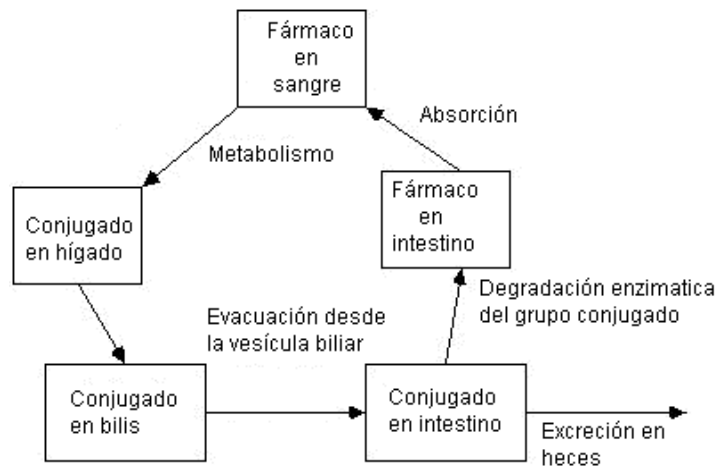 Fármaco
en
sangre
Absorción
Metabolismo
Fármaco
en
intestino
Conjugado
en hígado
Degradación enzimatica
del grupo conjugado
Evacuación desde
la vesícula biliar
Conjugado
en bilis
Conjugado
en intestino
Excreción en
heces